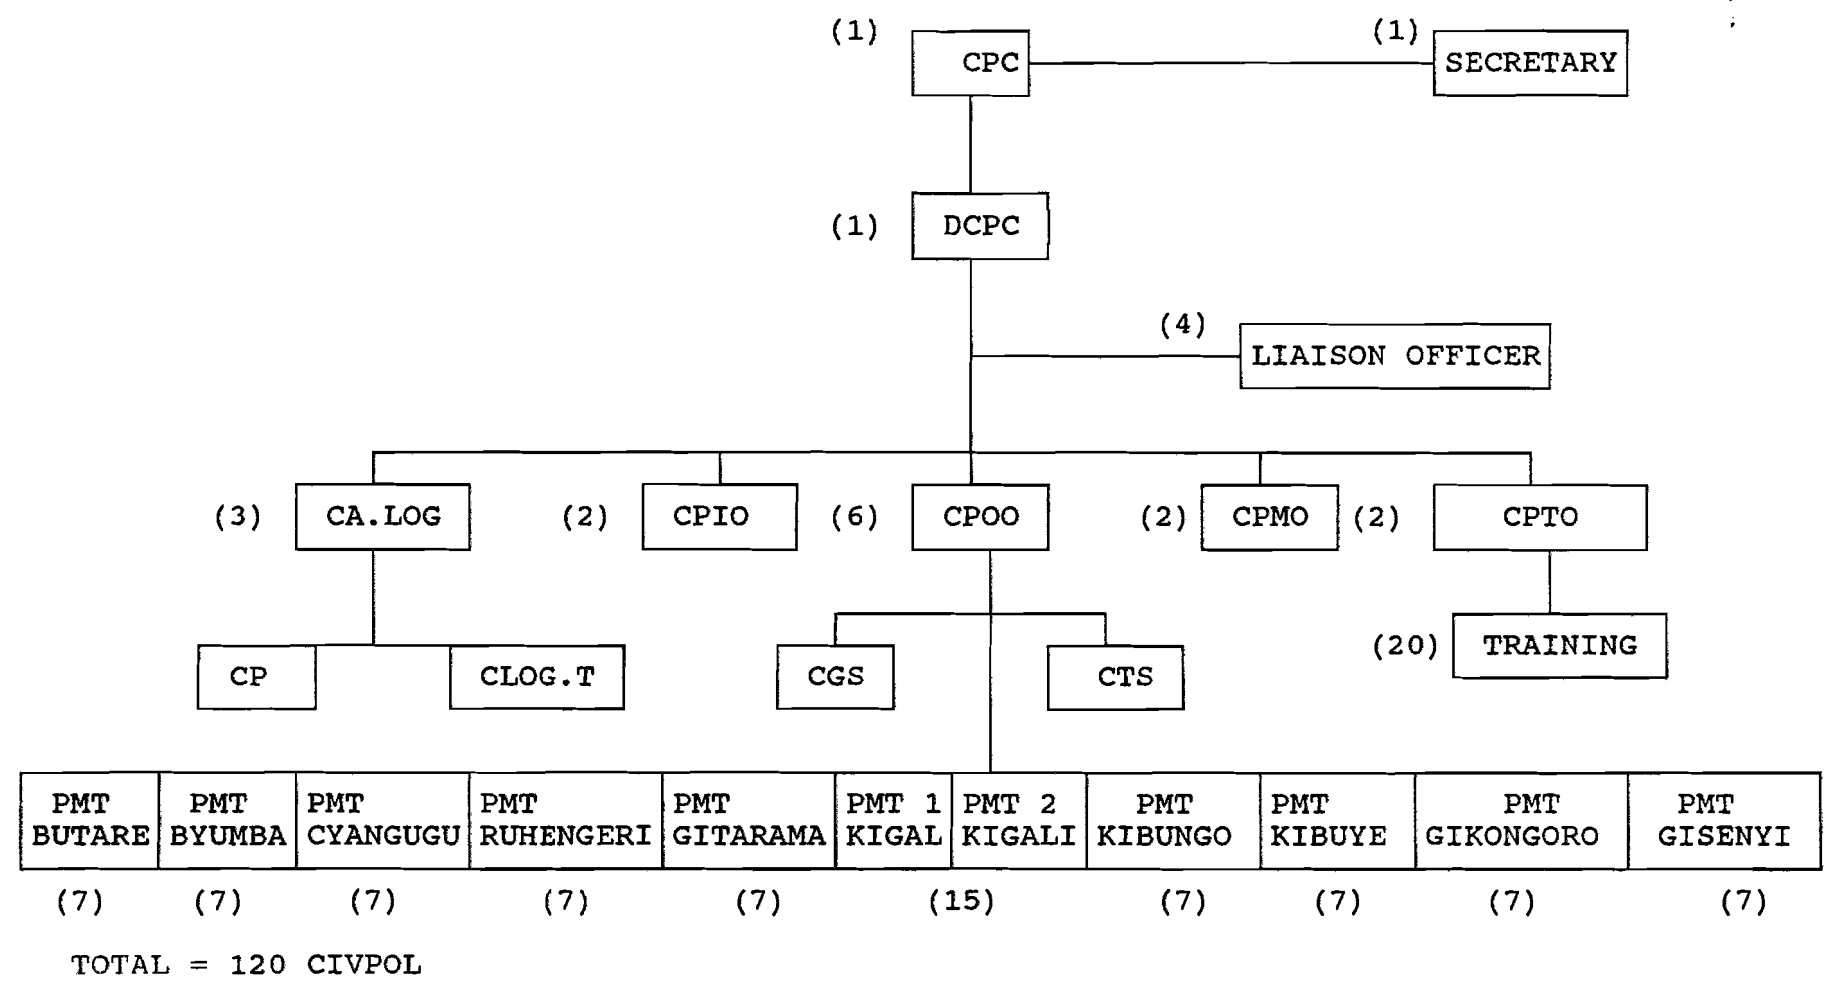 (1) CPC (1) SECRETARY
(1) DCPC
(4) LIAISON OFFICER
(3) CA.LOG (2) CPIO (6) CPOO (2) CPMO (2) CPTO
(20) TRAINING
CP CLOG.T CGS CTS
PMT PMT PMT PMT PMT PMT 1 PMT 2 PMT PMT PMT PMT
BUTARE BYUMBA CYANGUGU RUHENGERI GITARAMA KIGAL KIGALI KIBUNGO KIBUYE GIKONGORO GISENYI
(7) (7) (7) (7) (7) (15) (7) (7) (7) (7)
TOTAL = 120 CIVPOL